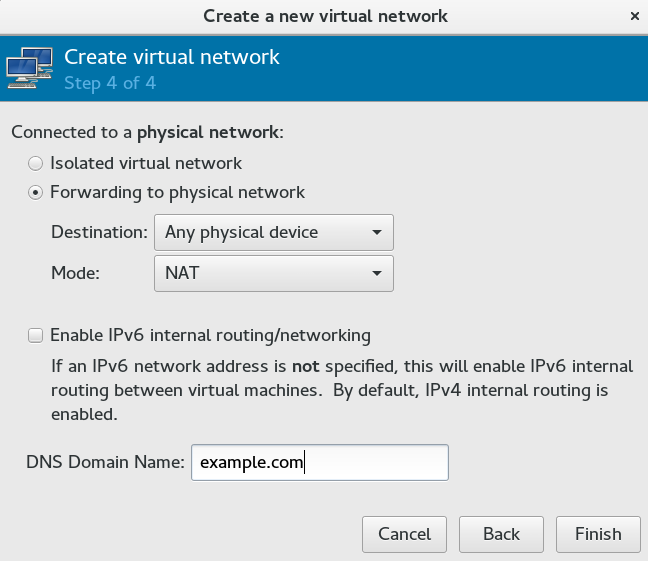 Create a new virtual network
×
Create virtual network
Step 4 of 4
Connected to a physical network:
Isolated virtual network
Forwarding to physical network
Destination: Any physical device
Mode: NAT
Enable IPv6 internal routing/networking
If an IPv6 network address is not specified, this will enable IPv6 internal
routing between virtual machines.  By default, IPv4 internal routing is
enabled.
DNS Domain Name: example.com
Cancel Back Finish